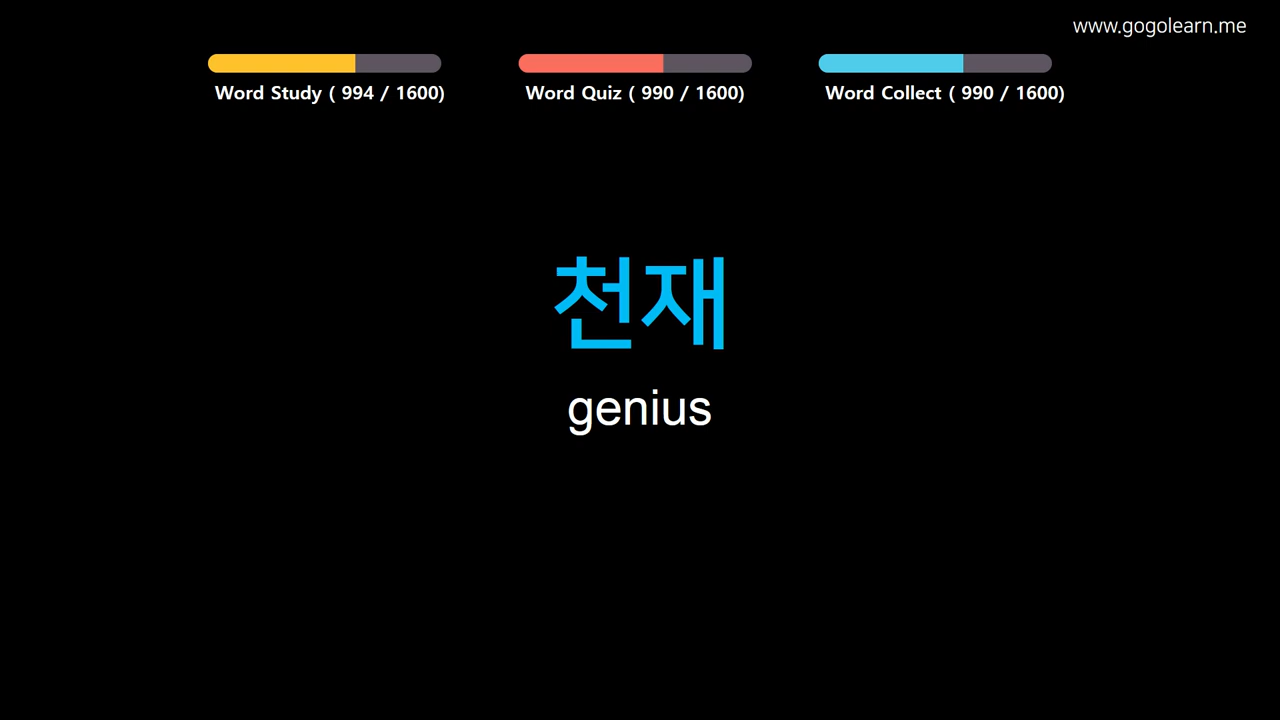 www.gogolearn.me
Word Study ( 994 / 1600)
Word Quiz ( 990 / 1600)
Word Collect ( 990 / 1600)
천재
genius